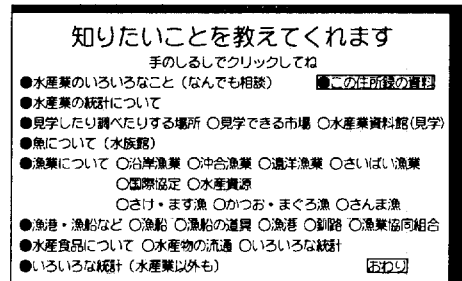 知りたいことを教えてくれます
手のしるしでクリックしてね
●水産業のいろいろなこと（なんでも相談） ●この住所録の資料
●水産業の統計について
●見学したり調べたりする場所 ○見学できる市場 ○水産業資料館(見学)
●魚について（水族館）
●漁業について ○沿岸漁業 ○沖合漁業 ○遠洋漁業 ○さいばい漁業
○国際協定 ○水産資源
○さけ・ます漁 ○かつお・まぐろ漁 ○さんま漁
●漁港・漁船など ○漁船 ○漁船の道具 ○漁港 ○釧路 ○漁業協同組合
●水産食品について ○水産物の流通 ○いろいろな統計
●いろいろな統計（水産業以外も） おわり